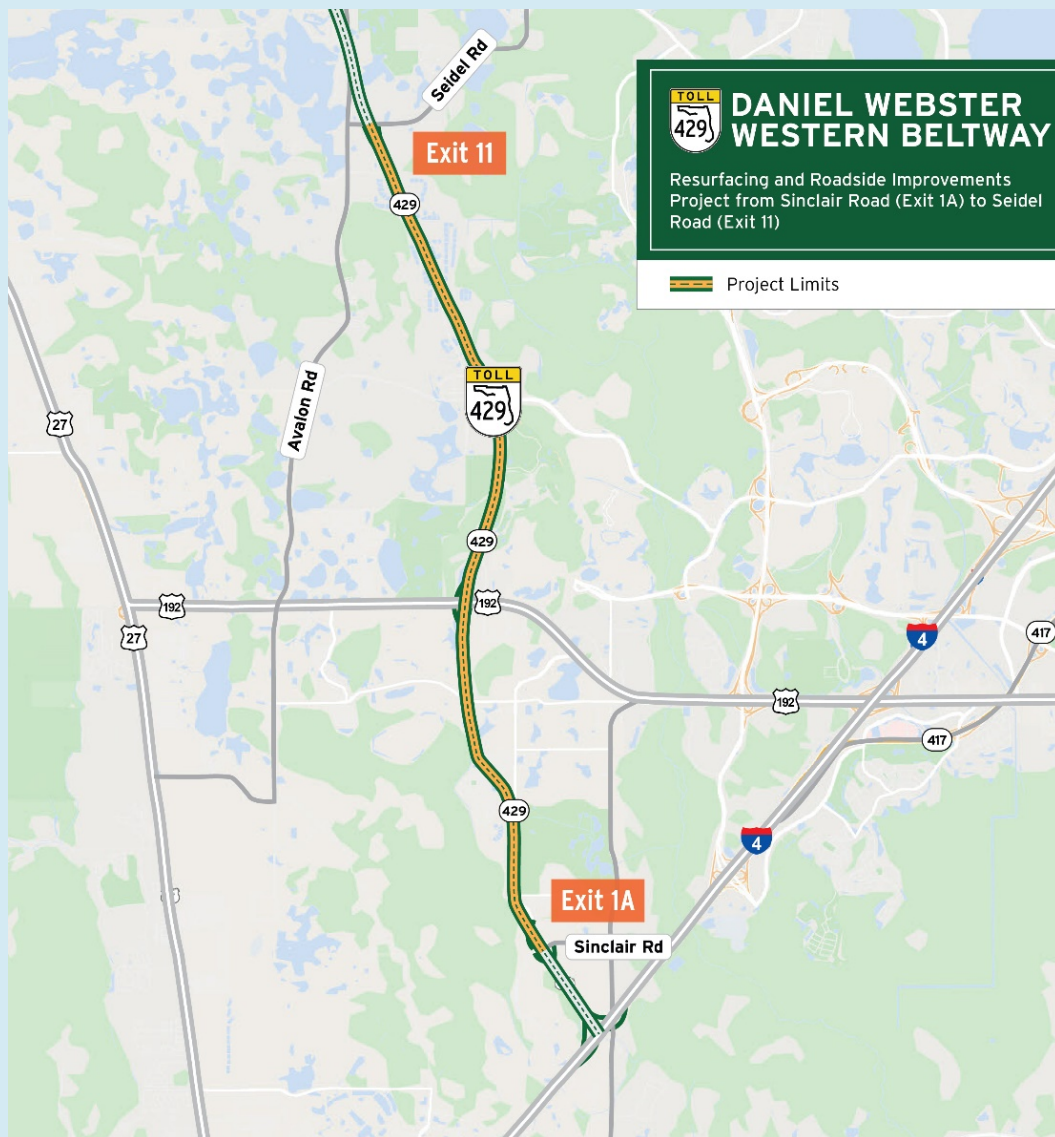 Seidel Rd
Exit 11
TOLL
429
DANIEL WEBSTER
WESTERN BELTWAY
Resurfacing and Roadside Improvements
Project from Sinclair Road (Exit 1A) to Seidel
Road (Exit 11)
Project Limits
429
TOLL
429
Avalon Rd
27
429
192
192
27
4
417
192
417
429
4
Exit 1A
Sinclair Rd